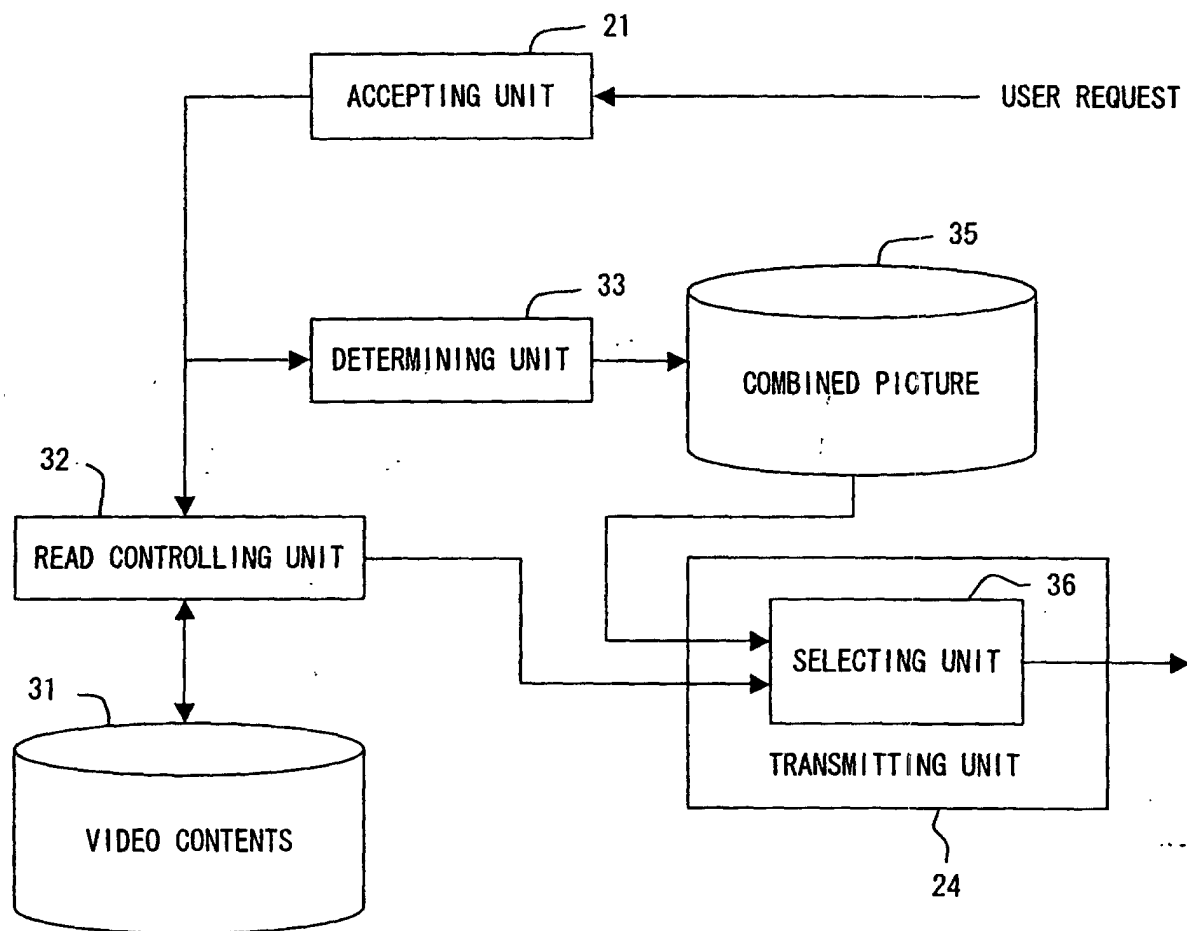 21
ACCEPTING UNIT
USER REQUEST
35
33
DETERMINING UNIT
COMBINED PICTURE
32
READ CONTROLLING UNIT
36
SELECTING UNIT
31
TRANSMITTING UNIT
VIDEO CONTENTS
24